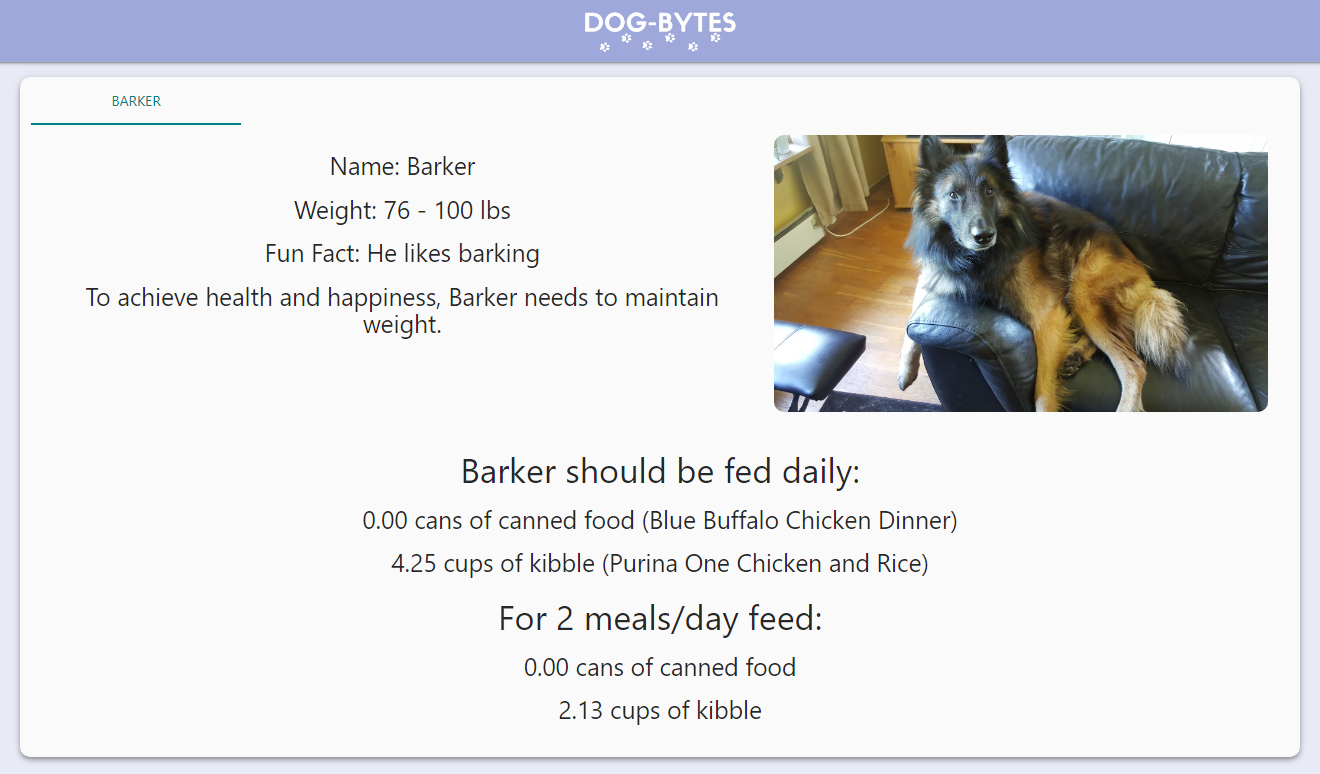 DOG-BYTES
BARKER
Name: Barker
Weight: 76 - 100 lbs
Fun Fact: He likes barking
To achieve health and happiness, Barker needs to maintain
weight.
Barker should be fed daily:
0.00 cans of canned food (Blue Buffalo Chicken Dinner)
4.25 cups of kibble (Purina One Chicken and Rice)
For 2 meals/day feed:
0.00 cans of canned food
2.13 cups of kibble